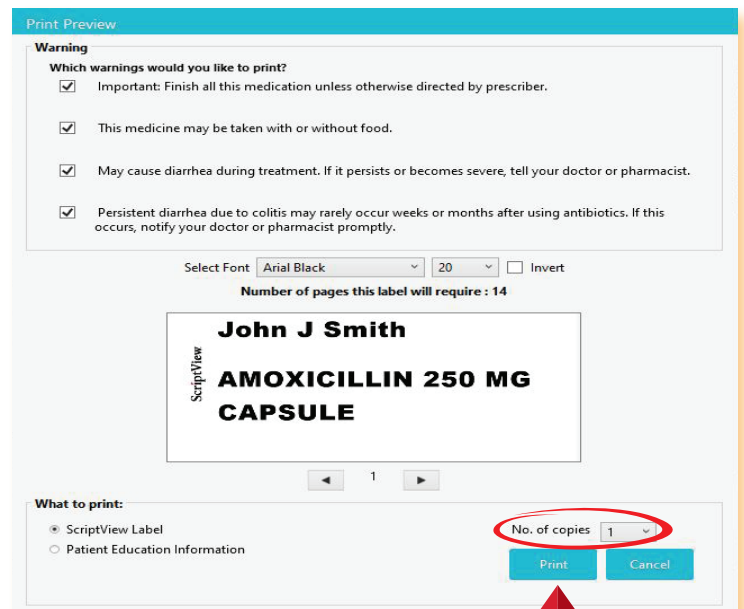 Print Preview
Warning
Which warnings would you like to print?
Important: Finish all this medication unless otherwise directed by prescriber.
This medicine may be taken with or without food.
May cause diarrhea during treatment. If it persists or becomes severe, tell your doctor or pharmacist.
Persistent diarrhea due to colitis may rarely occur weeks or months after using antibiotics. If this
occurs, notify your doctor or pharmacist promptly.
Select Font Arial Black 20 Invert
Number of pages this label will require : 14
ScriptView
John J Smith
AMOXICILLIN 250 MG
CAPSULE
1
What to print:
ScriptView Label
No. of copies 1
Patient Education Information
Print Cancel